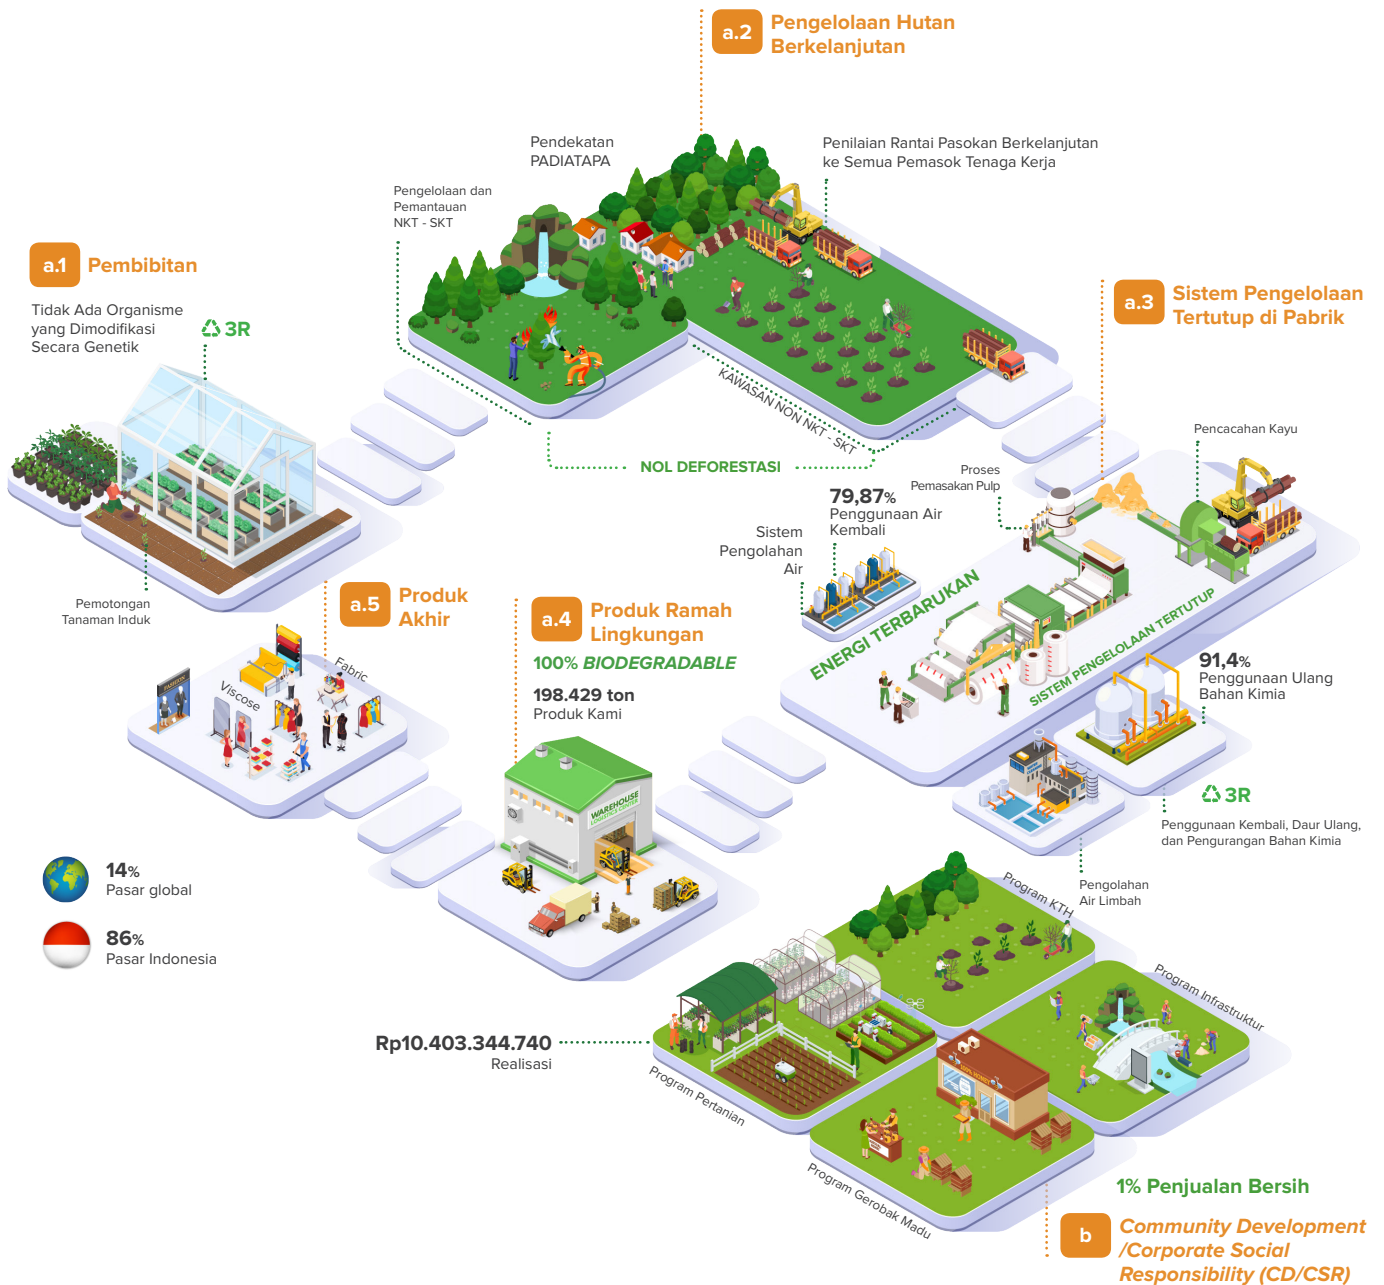 a.2
Pengelolaan Hutan
Berkelanjutan
Pendekatan
PADIATAPA
Penilaian Rantai Pasokan Berkelanjutan
ke Semua Pemasok Tenaga Kerja
Pengelolaan dan
Pemantauan
NKT - SKT
a.1
Pembibitan
Tidak Ada Organisme
yang Dimodifikasi
Secara Genetik
3R
a.3
Sistem Pengelolaan
Tertutup di Pabrik
KAWASAN NON NKT - SKT
NOL DEFORESTASI
Pencacahan Kayu
Proses
Pemasakan Pulp
79,87%
Penggunaan Air
Kembali
Sistem
Pengolahan
Air
ENERGI TERBARUKAN
SISTEM PENGELOLAAN TERTUTUP
Pemotongan
Tanaman Induk
a.5
Produk
Akhir
a.4
Produk Ramah
Lingkungan
100% BIODEGRADABLE
198.429 ton
Produk Kami
Fabric
Viscose
FASHION
91,4%
Penggunaan Ulang
Bahan Kimia
3R
Penggunaan Kembali, Daur Ulang,
dan Pengurangan Bahan Kimia
WAREHOUSE
LOGISTICS CENTER
14%
Pasar global
86%
Pasar Indonesia
Pengolahan
Air Limbah
Program KTH
Program Infrastruktur
Rp10.403.344.740
Realisasi
Program Pertanian
100% HONEY
Program Gerobak Madu
1% Penjualan Bersih
b
Community Development
/Corporate Social
Responsibility (CD/CSR)